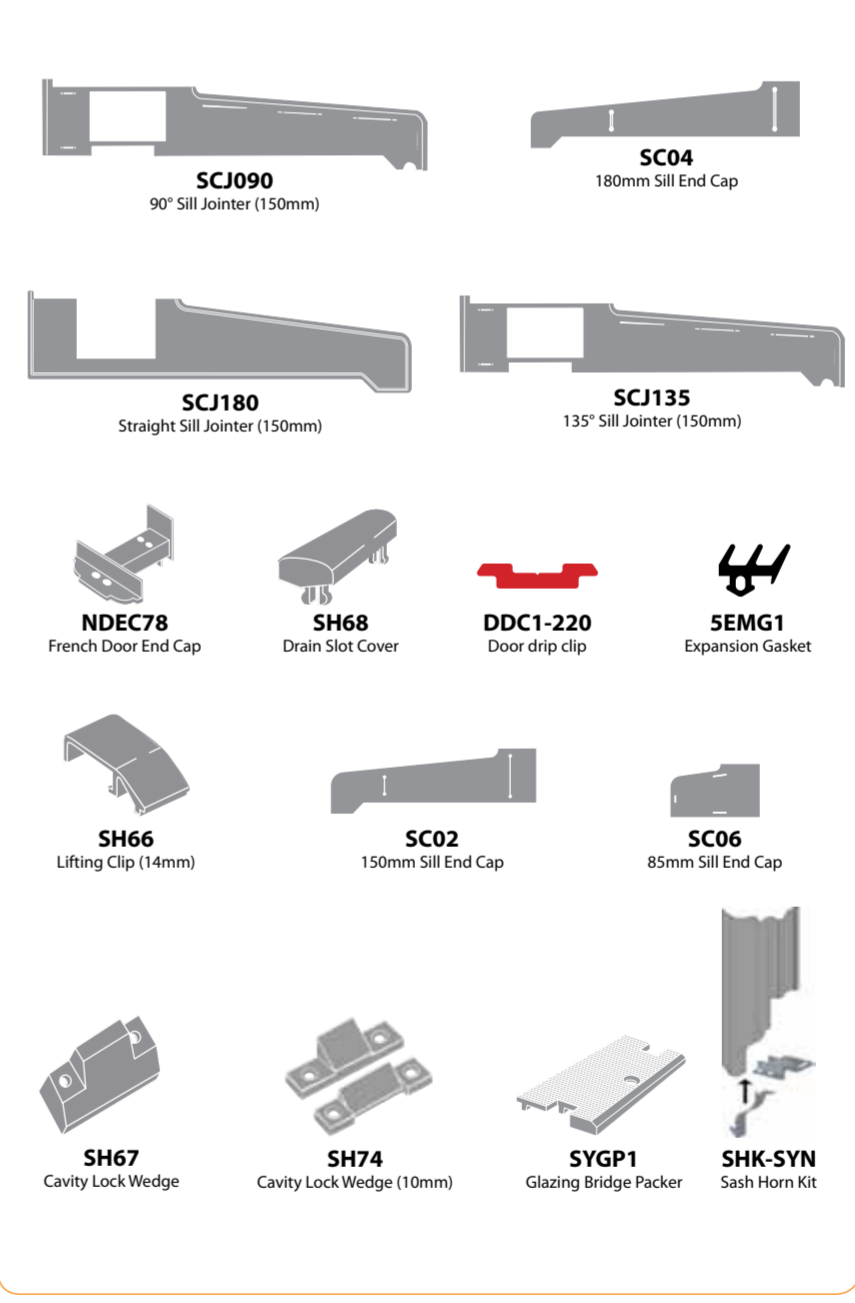 SCJ090
90° Sill Jointer (150mm)
SC04
180mm Sill End Cap
SCJ180
Straight Sill Jointer (150mm)
SCJ135
135° Sill Jointer (150mm)
NDEC78
French Door End Cap
SH68
Drain Slot Cover
DDC1-220
Door drip clip
5EMG1
Expansion Gasket
SH66
Lifting Clip (14mm)
SC02
150mm Sill End Cap
SC06
85mm Sill End Cap
SH67
Cavity Lock Wedge
SH74
Cavity Lock Wedge (10mm)
SYGP1
Glazing Bridge Packer
SHK-SYN
Sash Horn Kit